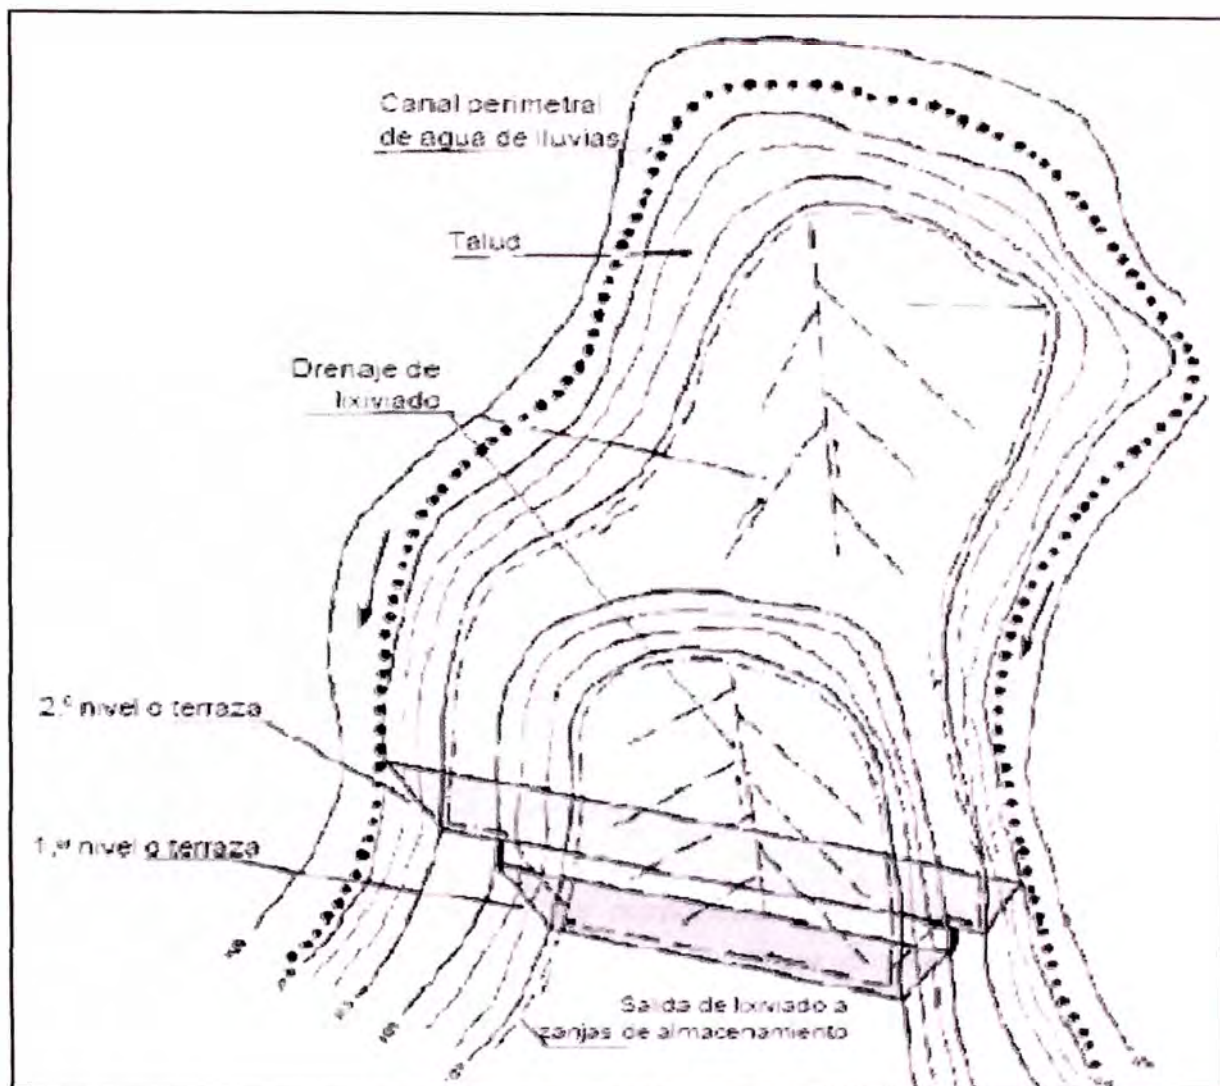 Canal perimetral
de agua de lluvias
Talud
Drenaje de
lixiviado
2.º nivel o terraza
1.er nivel o terraza
Salida de lixiviado a
zanjas de almacenamiento